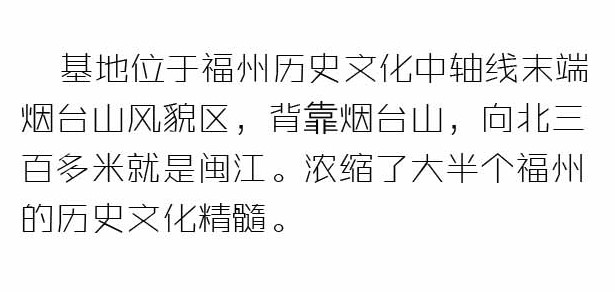 基地位于福州历史文化中轴线末端
烟台山风貌区，背靠烟台山，向北三
百多米就是闽江。浓缩了大半个福州
的历史文化精髓。